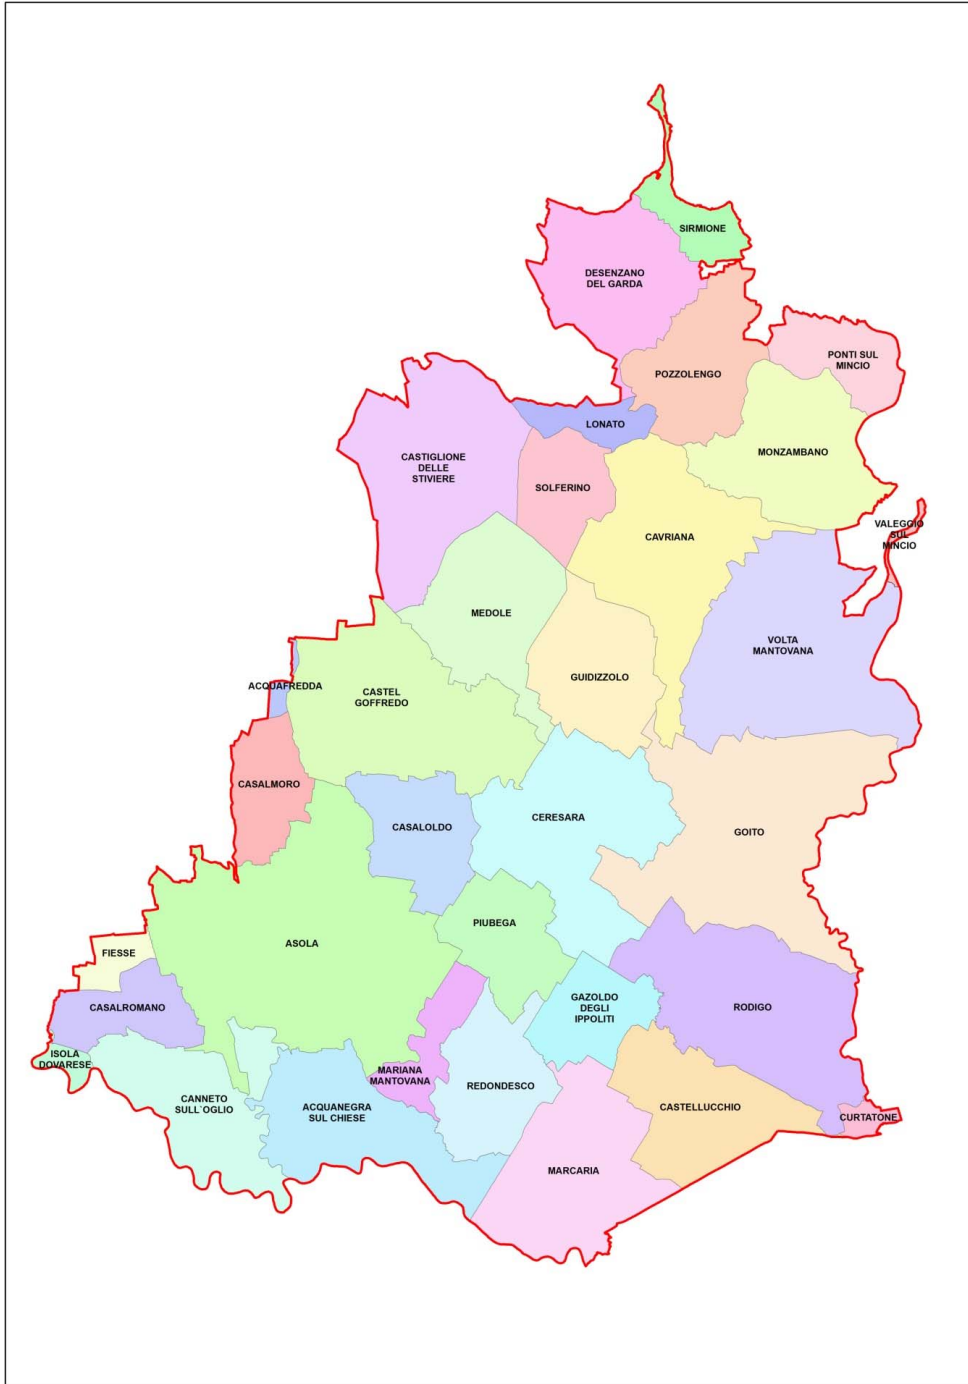 SIRMIONE
DESENZANO
DEL GARDA
PONTI SUL
MINCIO
POZZOLENGO
LONATO
MONZAMBANO
CASTIGLIONE
DELLE
STIVIERE
SOLFERINO
VALEGGIO
SUL
MINCIO
CAVRIANA
MEDOLE
VOLTA
MANTOVANA
GUIDIZZOLO
ACQUAFREDDA
CASTEL
GOFFREDO
CASALMORO
CERESARA
CASALOLDO
GOITO
PIUBEGA
ASOLA
FIESSE
GAZOLDO
DEGLI
IPPOLITI
CASALROMANO
RODIGO
ISOLA
DOVARESE
MARIANA
MANTOVANA
REDONDESCO
CANNETO
SULL`OGLIO
ACQUANEGRA
SUL CHIESE
CASTELLUCCHIO
CURTATONE
MARCARIA